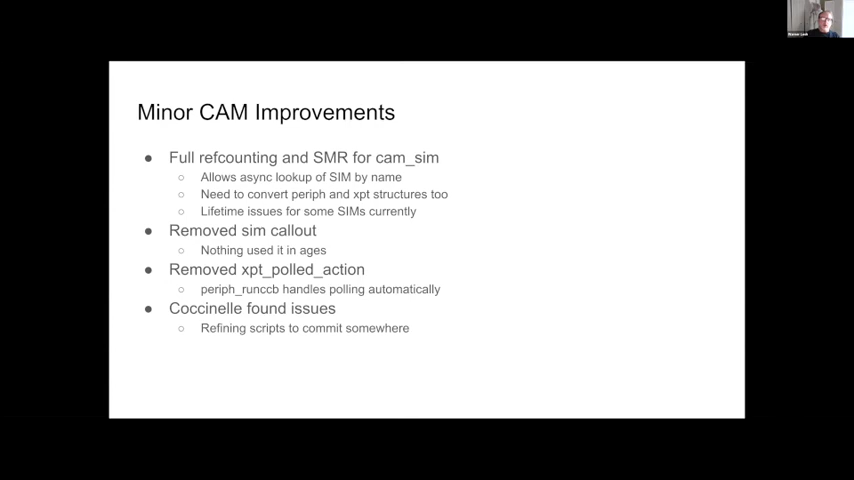 Minor CAM Improvements
● Full refcounting and SMR for cam_sim
○ Allows async lookup of SIM by name
○ Need to convert periph and xpt structures too
○ Lifetime issues for some SIMs currently
● Removed sim callout
○ Nothing used it in ages
● Removed xpt_polled_action
○ periph_runccb handles polling automatically
● Coccinelle found issues
○ Refining scripts to commit somewhere